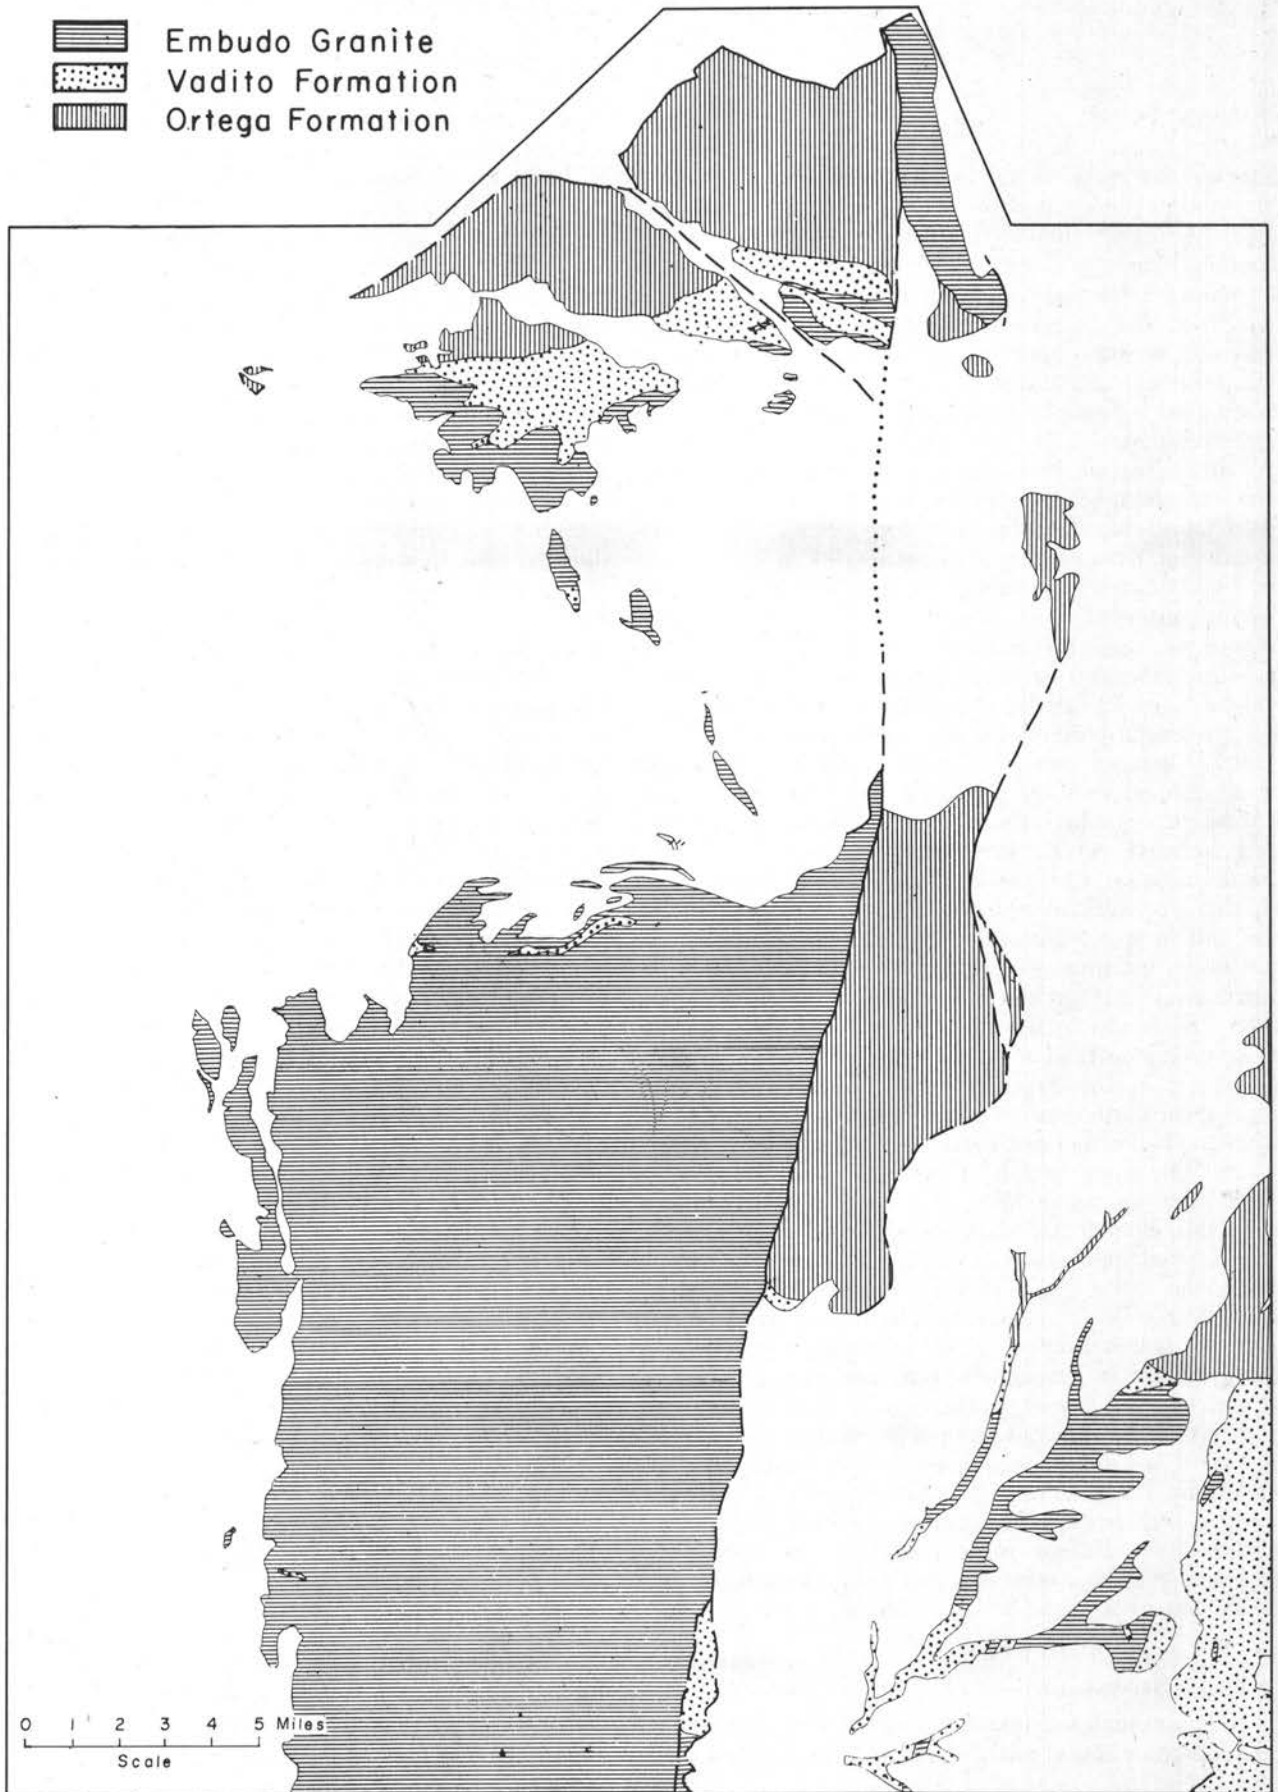 Embudo Granite
Vadito Formation
Ortega Formation
0 1 2 3 4 5 Miles
Scale